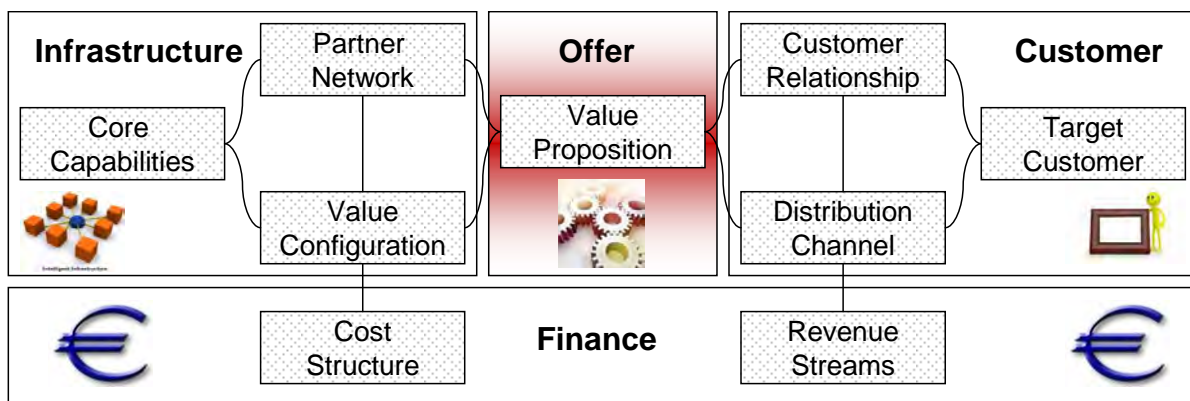 Infrastructure
Partner
Network
Core
Capabilities
Value
Configuration
Offer
Value
Proposition
Customer
Relationship
Customer
Target
Customer
Distribution
Channel
Cost
Structure
Finance
Revenue
Streams